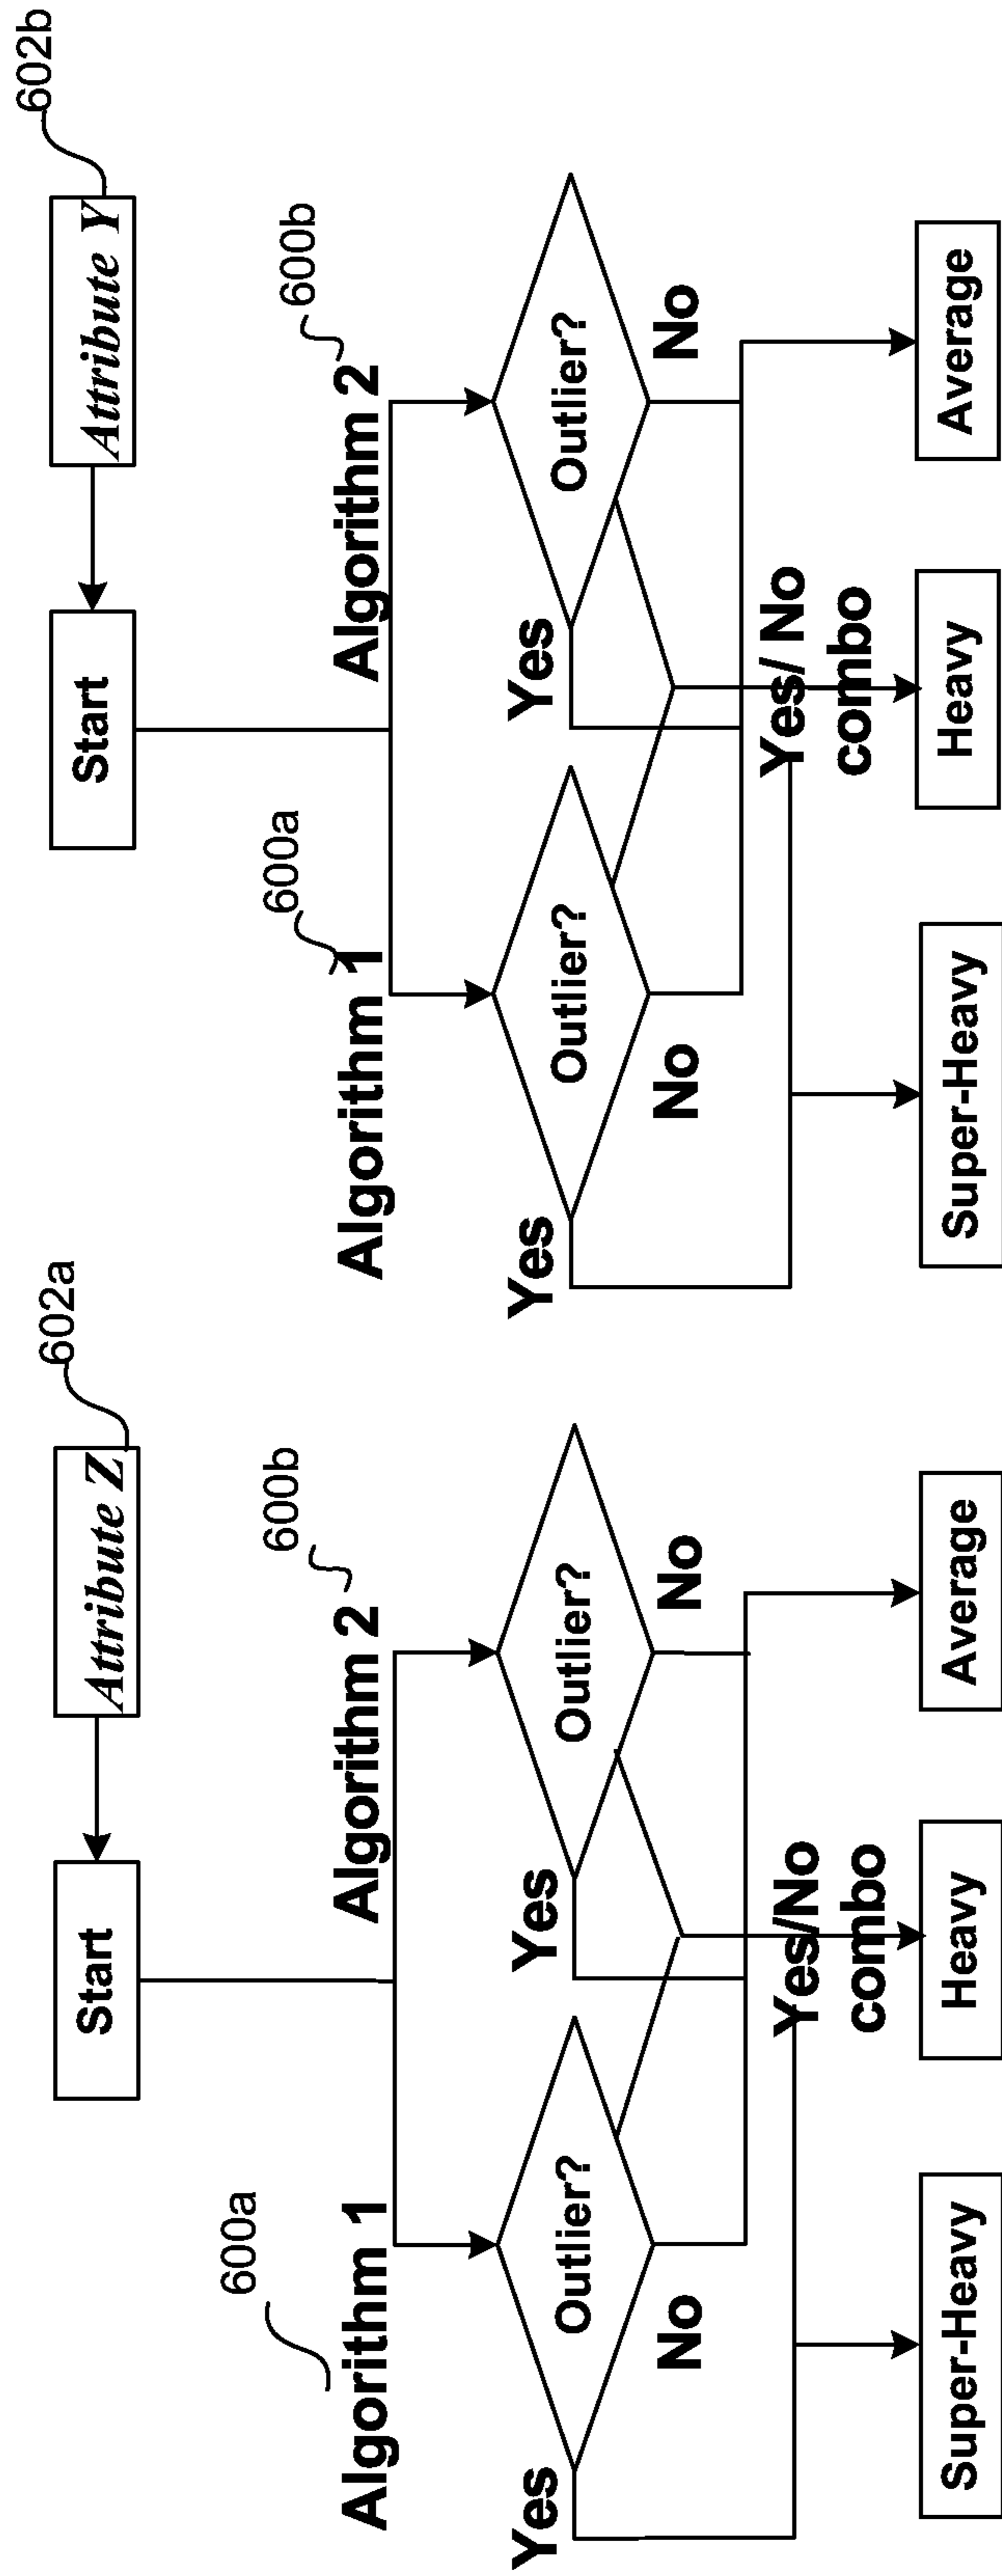 Attribute Z
602a
Start
600a
Algorithm 1
Algorithm 2
600b
Outlier?
Outlier?
Yes
No
Yes
No
Yes/No
combo
Super-Heavy
Heavy
Average
Attribute Y
602b
Start
600a
Algorithm 1
Algorithm 2
600b
Outlier?
Outlier?
Yes
No
Yes
No
Yes/ No
combo
Super-Heavy
Heavy
Average